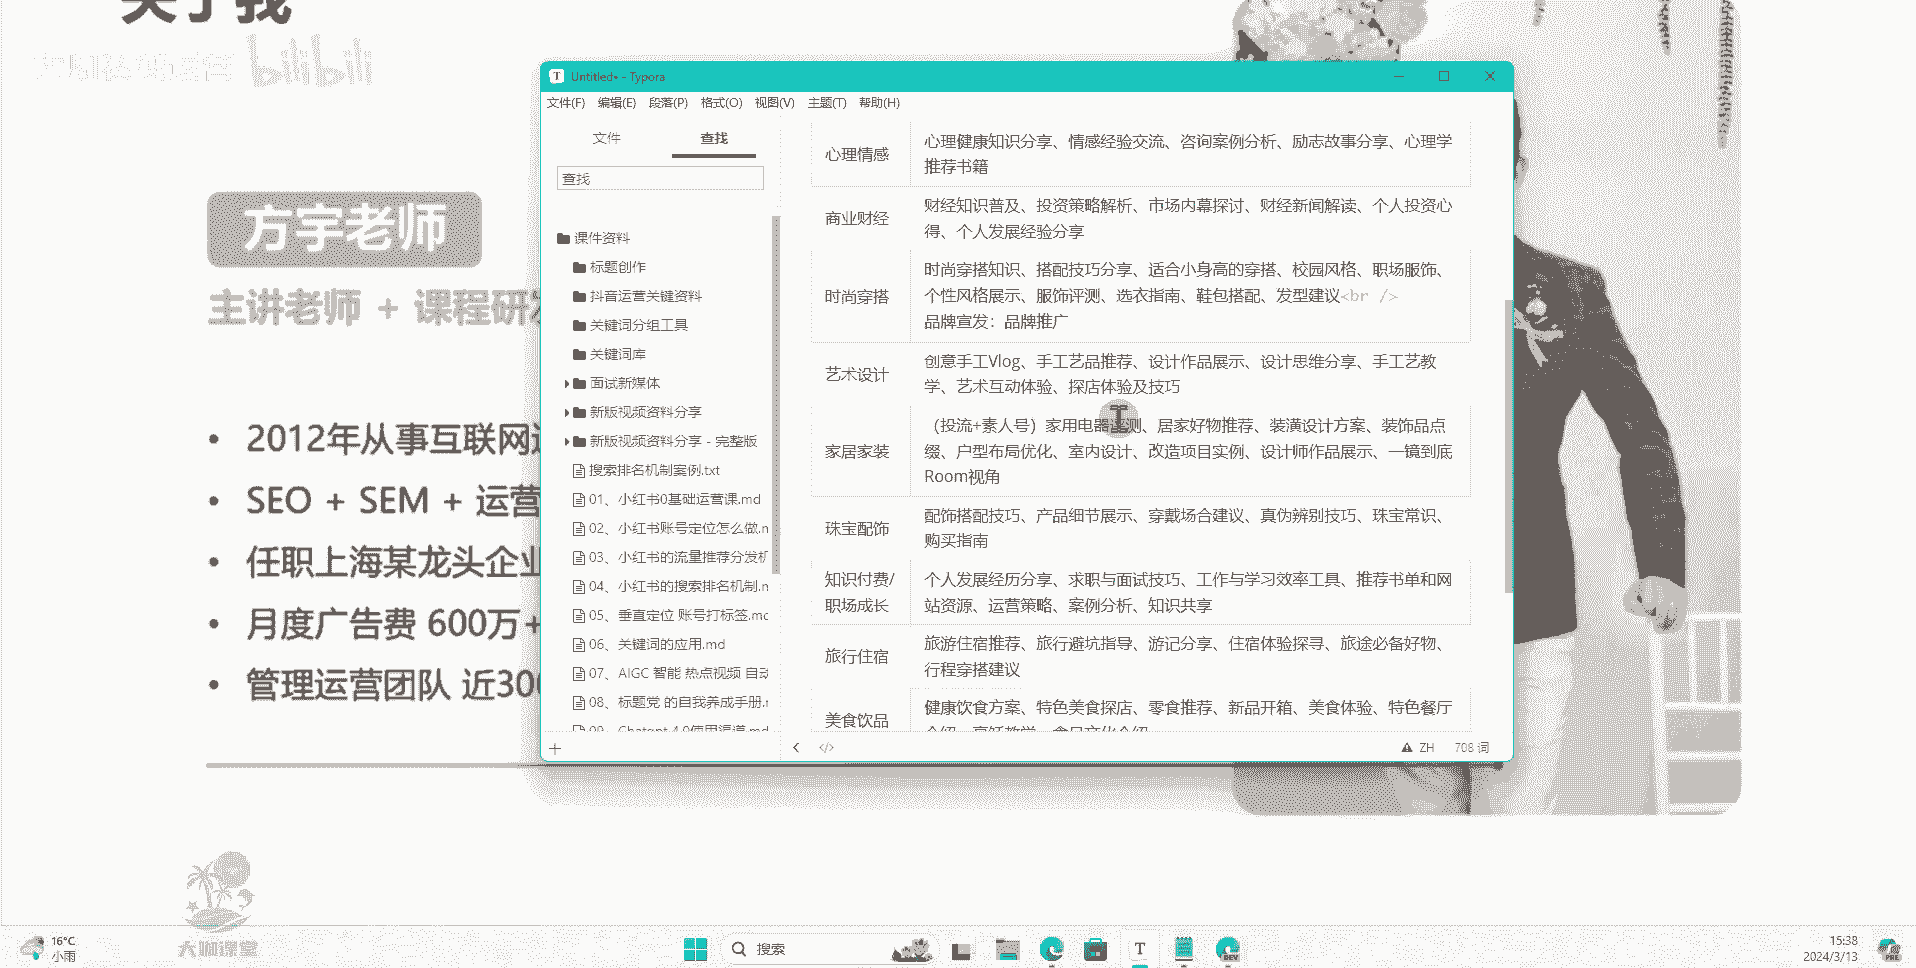 关于我
bilibili
方宇老师
主讲老师 + 课程研发
• 2012年从事互联网
• SEO + SEM + 运营
• 任职上海某龙头企业
• 月度广告费 600万+
• 管理运营团队 近300
大咖课堂
Untitled• - Typora
文件(F) 编辑(E) 段落(P) 格式(O) 视图(V) 主题(T) 帮助(H)
文件 查找
查找
课件资料
标题创作
抖音运营关键资料
关键词分组工具
关键词库
面试新媒体
新版视频资料分享
新版视频资料分享 - 完整版
搜索排名机制案例.txt
01、小红书0基础运营课.md
02、小红书账号定位怎么做.m
03、小红书的流量推荐分发机
04、小红书的搜索排名机制.m
05、垂直定位 账号打标签.mc
06、关键词的应用.md
07、AIGC 智能 热点视频 自动
08、标题党 的自我养成手册.r
09、Chatgpt 4.0使用渠道.md
心理情感
心理健康知识分享、情感经验交流、咨询案例分析、励志故事分享、心理学
推荐书籍
商业财经
财经知识普及、投资策略解析、市场内幕探讨、财经新闻解读、个人投资心
得、个人发展经验分享
时尚穿搭
时尚穿搭知识、搭配技巧分享、适合小身高的穿搭、校园风格、职场服饰、
个性风格展示、服饰评测、选衣指南、鞋包搭配、发型建议<br />
品牌宣发：品牌推广
艺术设计
创意手工Vlog、手工艺品推荐、设计作品展示、设计思维分享、手工艺教
学、艺术互动体验、探店体验及技巧
家居家装
（投流+素人号）家用电器评测、居家好物推荐、装潢设计方案、装饰品点
缀、户型布局优化、室内设计、改造项目实例、设计师作品展示、一镜到底
Room视角
珠宝配饰
配饰搭配技巧、产品细节展示、穿戴场合建议、真伪辨别技巧、珠宝常识、
购买指南
知识付费/
职场成长
个人发展经历分享、求职与面试技巧、工作与学习效率工具、推荐书单和网
站资源、运营策略、案例分析、知识共享
旅行住宿
旅游住宿推荐、旅行避坑指导、游记分享、住宿体验探寻、旅途必备好物、
行程穿搭建议
美食饮品
健康饮食方案、特色美食探店、零食推荐、新品开箱、美食体验、特色餐厅
介绍、烹饪教学、食品文化介绍
ZH 708 词
16°C
小雨
搜索
15:38
2024/3/13